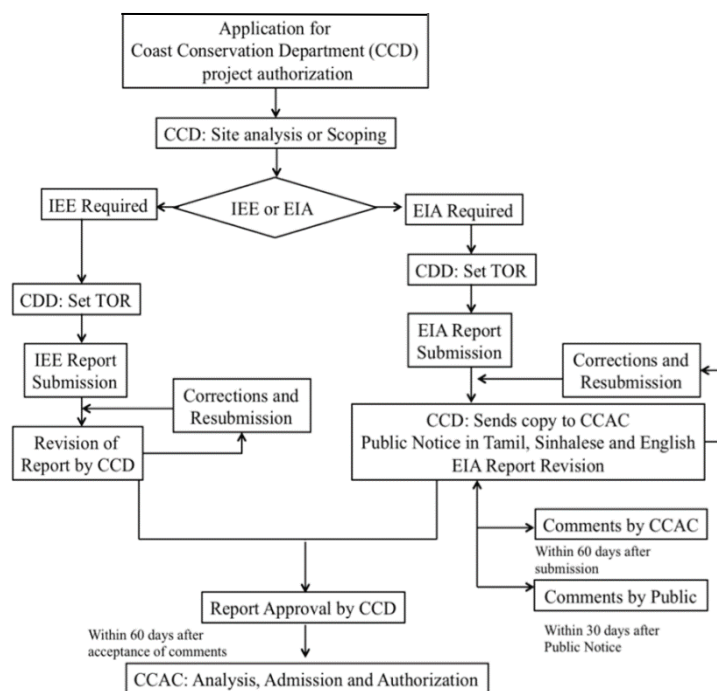 Application for
Coast Conservation Department (CCD)
project authorization
CCD: Site analysis or Scoping
IEE or EIA
IEE Required
EIA Required
CDD: Set TOR
CDD: Set TOR
IEE Report
Submission
EIA Report
Submission
Corrections and
Resubmission
Corrections and
Resubmission
Revision of
Report by CCD
CCD: Sends copy to CCAC
Public Notice in Tamil, Sinhalese and English
EIA Report Revision
Comments by CCAC
Within 60 days after
submission
Comments by Public
Within 30 days after
Public Notice
Report Approval by CCD
Within 60 days after
acceptance of comments
CCAC: Analysis, Admission and Authorization